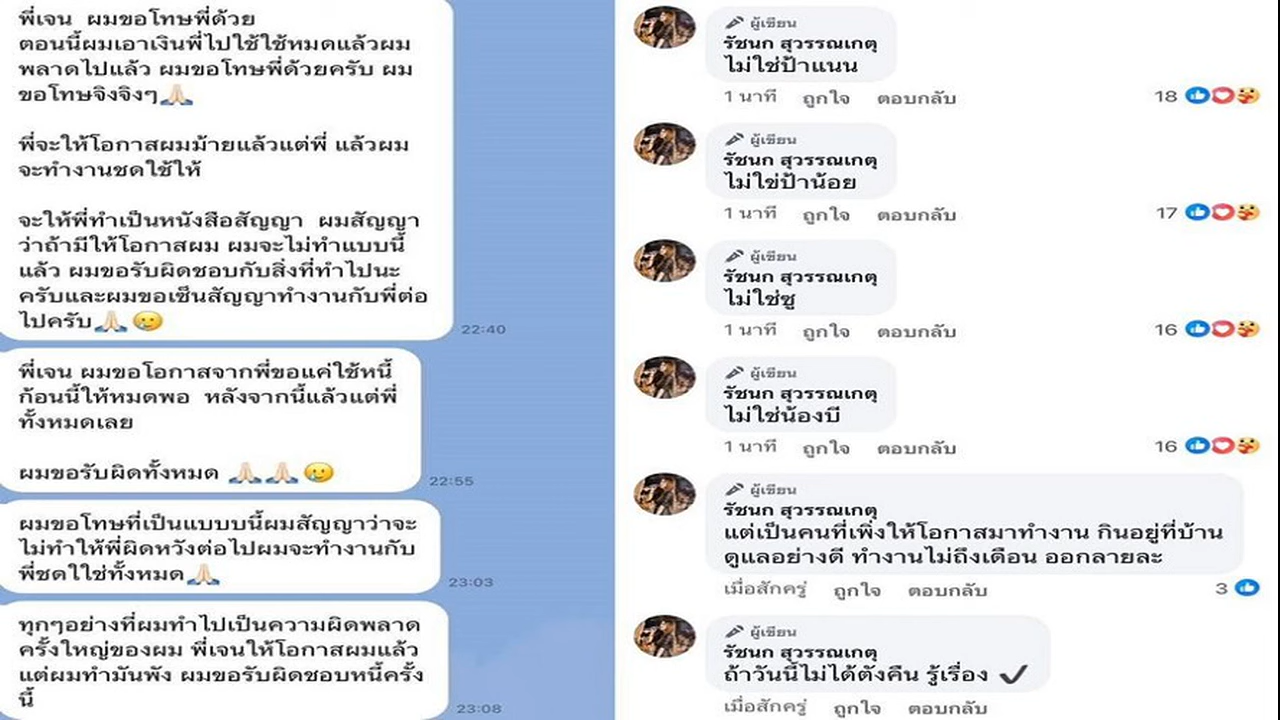 พี่เจน  ผมขอโทษพี่ด้วย
ตอนนี้ผมเอาเงินพี่ไปใช้ใช้หมดแล้วผม
พลาดไปแล้ว ผมขอโทษพี่ด้วยครับ ผม
ขอโทษจิงจิงๆ🙏🏻
พี่จะให้โอกาสผมม้ายแล้วแต่พี่ แล้วผม
จะทำงานชดใช้ให้
จะให้พี่ทำเป็นหนังสือสัญญา  ผมสัญญา
ว่าถ้ามีให้โอกาสผม ผมจะไม่ทำแบบนี้
แล้ว ผมขอรับผิดชอบกับสิ่งที่ทำไปนะ
ครับและผมขอเซ็นสัญญาทำงานกับพี่ต่อ
ไปครับ🙏🏻🥲
22:40
พี่เจน ผมขอโอกาสจากพี่ขอแค่ใช้หนี้
ก้อนนี้ให้หมดพอ  หลังจากนี้แล้วแต่พี่
ทั้งหมดเลย
ผมขอรับผิดทั้งหมด 🙏🏻🙏🏻🥲
22:55
ผมขอโทษที่เป็นแบบบนี้ผมสัญญาว่าจะ
ไม่ทำให้พี่ผิดหวังต่อไปผมจะทำงานกับ
พี่ชดใใช่ทั้งหมด🙏🏻
23:03
ทุกๆอย่างที่ผมทำไปเป็นความผิดพลาด
ครั้งใหญ่ของผม พี่เจนให้โอกาสผมแล้ว
แต่ผมทำมันพัง ผมขอรับผิดชอบหนี้ครั้ง
นี้
23:08
ผู้เขียน
รัชนก สุวรรณเกตุ
ไม่ใช่ป้าแนน
1 นาที ถูกใจ ตอบกลับ 18
ผู้เขียน
รัชนก สุวรรณเกตุ
ไม่ใข่ป้าน้อย
1 นาที ถูกใจ ตอบกลับ 17
ผู้เขียน
รัชนก สุวรรณเกตุ
ไม่ใช่ซู
1 นาที ถูกใจ ตอบกลับ 16
ผู้เขียน
รัชนก สุวรรณเกตุ
ไม่ใช่น้องบี
1 นาที ถูกใจ ตอบกลับ 16
ผู้เขียน
รัชนก สุวรรณเกตุ
แต่เป็นคนที่เพิ่งให้โอกาสมาทำงาน กินอยู่ที่บ้าน
ดูแลอย่างดี ทำงานไม่ถึงเดือน ออกลายละ
เมื่อสักครู่ ถูกใจ ตอบกลับ 3
ผู้เขียน
รัชนก สุวรรณเกตุ
ถ้าวันนี้ไม่ได้ตังคืน รู้เรื่อง ✔
เมื่อสักครู่ ถูกใจ ตอบกลับ